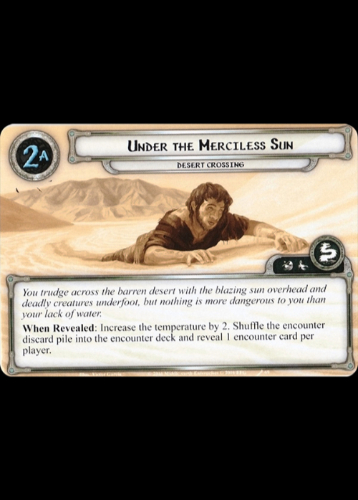 2A
UNDER THE MERCILESS SUN
DESERT CROSSING
You trudge across the barren desert with the blazing sun overhead and
deadly creatures underfoot, but nothing is more dangerous to you than
your lack of water.
When Revealed: Increase the temperature by 2. Shuffle the encounter
discard pile into the encounter deck and reveal 1 encounter card per
player.